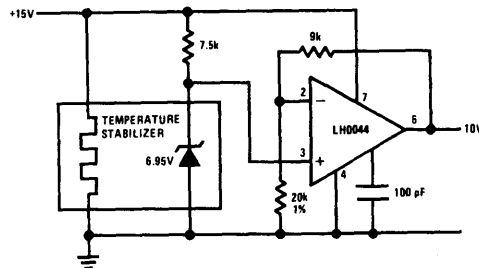 +15V
7.5k
9k
2
7
TEMPERATURE
STABILIZER
LH0044
6
10V
6.95V
3
4
20k
1%
100 pF